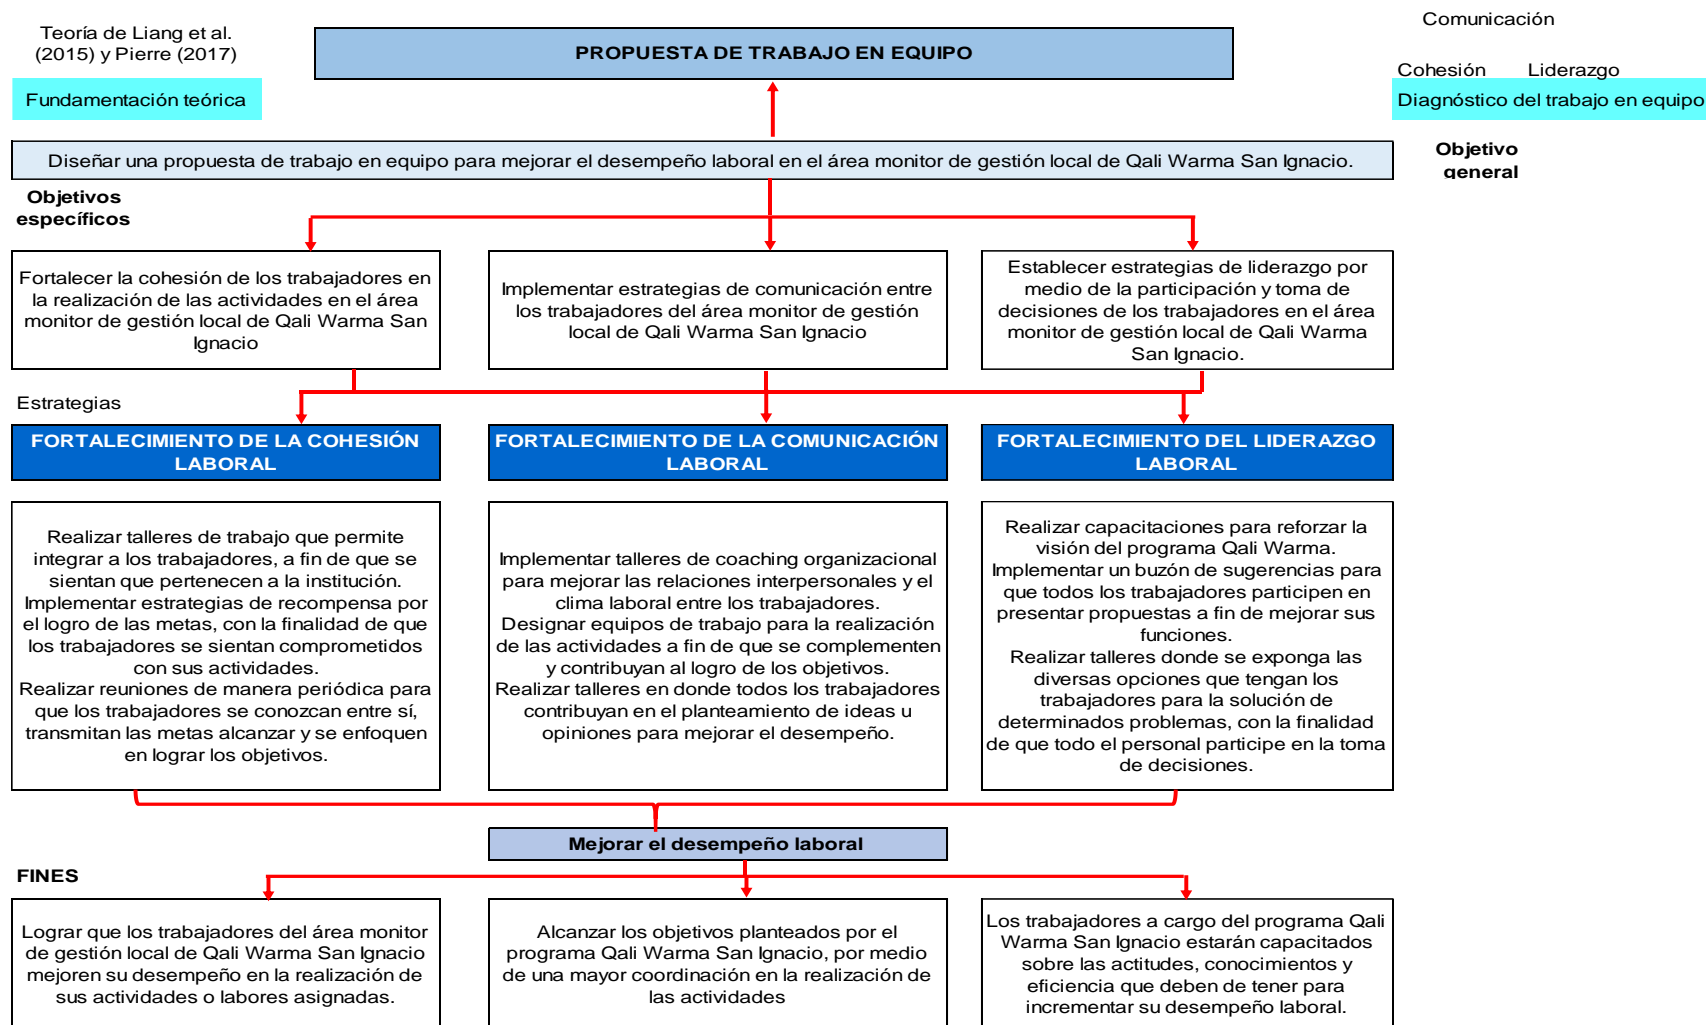 Teoría de Liang et al.
(2015) y Pierre (2017)
PROPUESTA DE TRABAJO EN EQUIPO
Comunicación
Cohesión Liderazgo
Fundamentación teórica
Diagnóstico del trabajo en equipo
Diseñar una propuesta de trabajo en equipo para mejorar el desempeño laboral en el área monitor de gestión local de Qali Warma San Ignacio.
Objetivo
general
Objetivos
específicos
Fortalecer la cohesión de los trabajadores en
la realización de las actividades en el área
monitor de gestión local de Qali Warma San
Ignacio
Implementar estrategias de comunicación entre
los trabajadores del área monitor de gestión
local de Qali Warma San Ignacio
Establecer estrategias de liderazgo por
medio de la participación y toma de
decisiones de los trabajadores en el área
monitor de gestión local de Qali Warma
San Ignacio.
Estrategias
FORTALECIMIENTO DE LA COHESIÓN
LABORAL
FORTALECIMIENTO DE LA COMUNICACIÓN
LABORAL
FORTALECIMIENTO DEL LIDERAZGO
LABORAL
Realizar talleres de trabajo que permite
integrar a los trabajadores, a fin de que se
sientan que pertenecen a la institución.
Implementar estrategias de recompensa por
el logro de las metas, con la finalidad de que
los trabajadores se sientan comprometidos
con sus actividades.
Realizar reuniones de manera periódica para
que los trabajadores se conozcan entre sí,
transmitan las metas alcanzar y se enfoquen
en lograr los objetivos.
Implementar talleres de coaching organizacional
para mejorar las relaciones interpersonales y el
clima laboral entre los trabajadores.
Designar equipos de trabajo para la realización
de las actividades a fin de que se complementen
y contribuyan al logro de los objetivos.
Realizar talleres en donde todos los trabajadores
contribuyan en el planteamiento de ideas u
opiniones para mejorar el desempeño.
Realizar capacitaciones para reforzar la
visión del programa Qali Warma.
Implementar un buzón de sugerencias para
que todos los trabajadores participen en
presentar propuestas a fin de mejorar sus
funciones.
Realizar talleres donde se exponga las
diversas opciones que tengan los
trabajadores para la solución de
determinados problemas, con la finalidad
de que todo el personal participe en la toma
de decisiones.
Mejorar el desempeño laboral
FINES
Lograr que los trabajadores del área monitor
de gestión local de Qali Warma San Ignacio
mejoren su desempeño en la realización de
sus actividades o labores asignadas.
Alcanzar los objetivos planteados por el
programa Qali Warma San Ignacio, por medio
de una mayor coordinación en la realización de
las actividades
Los trabajadores a cargo del programa Qali
Warma San Ignacio estarán capacitados
sobre las actitudes, conocimientos y
eficiencia que deben de tener para
incrementar su desempeño laboral.